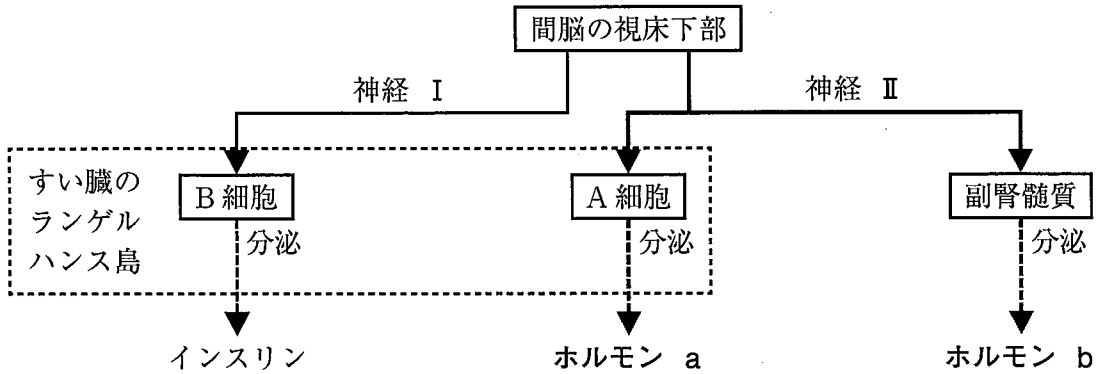 間脳の視床下部
神経 Ⅰ
神経 Ⅱ
すい臓の
ランゲル
ハンス島
B細胞
A細胞
副腎髄質
分泌
分泌
分泌
インスリン
ホルモン a
ホルモン b